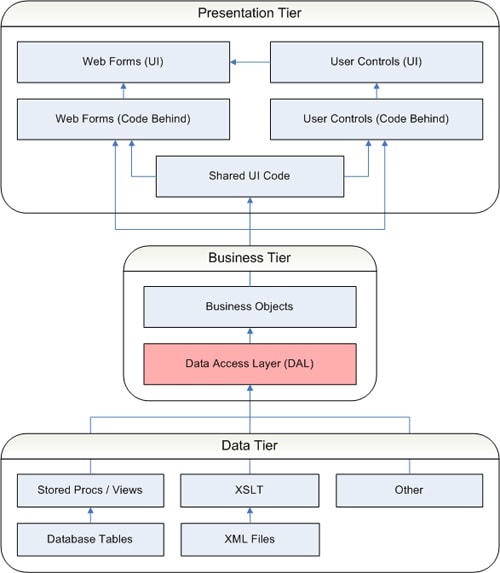 Presentation Tier
Web Forms (UI)
User Controls (UI)
Web Forms (Code Behind)
User Controls (Code Behind)
Shared UI Code
Business Tier
Business Objects
Data Access Layer (DAL)
Data Tier
Stored Procs / Views
XSLT
Other
Database Tables
XML Files